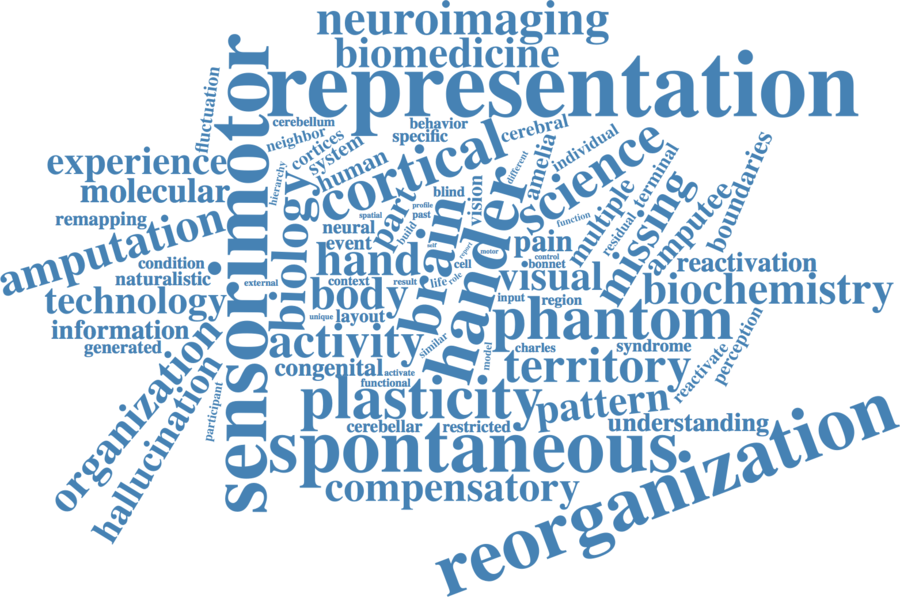 neuroimaging
biomedicine
representation
sensorimotor
fluctuation
cerebellum
behavior
neighbor
specific
cerebral
cortices
system
cortical
different
amelia
individual
science
experience
human
hierarchy
molecular
biology
part
blind
vision
terminal
boundaries
profile
past
spatial
remapping
neural
build
function
multiple
residual
missing
amputee
amputation
event
brain
hander
pain
hand
self
report
motor
control
condition
cell
bonnet
reactivation
naturalistic
external
context
result
life
role
visual
biochemistry
technology
body
input
region
unique
layout
phantom
information
activity
similar
model
charles
syndrome
perception
generated
congenital
activate
territory
reactivate
organization
functional
participant
plasticity
pattern
hallucination
cerebellar
restricted
understanding
spontaneous
compensatory
reorganization